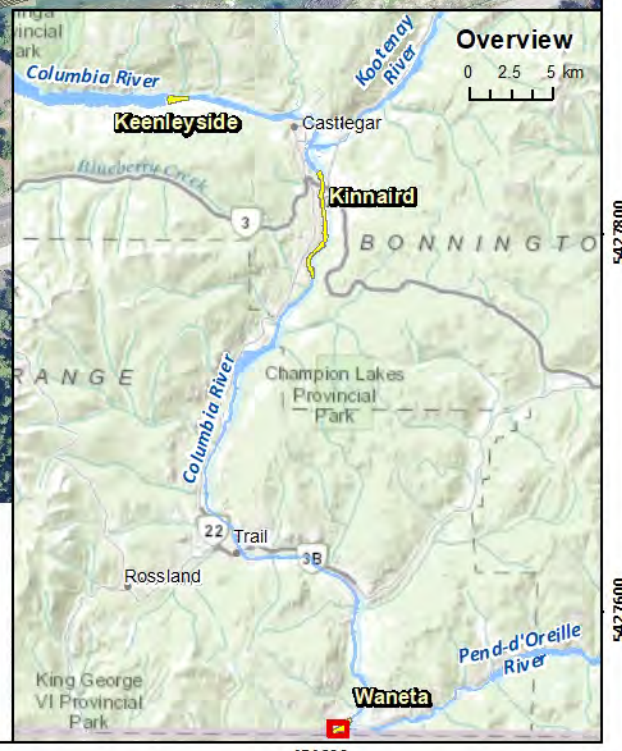 Provincial
Park
Overview
0 2.5 5 km
Columbia River
Kootenay
River
Keenleyside
Castlegar
Blueberry Creek
Kinnaird
3
BONNINGTO
5427800
RANGE
Columbia River
Champion Lakes
Provincial
Park
22
Trail
3B
Rossland
5427600
Pend-d'Oreille
River
King George
VI Provincial
Park
Waneta